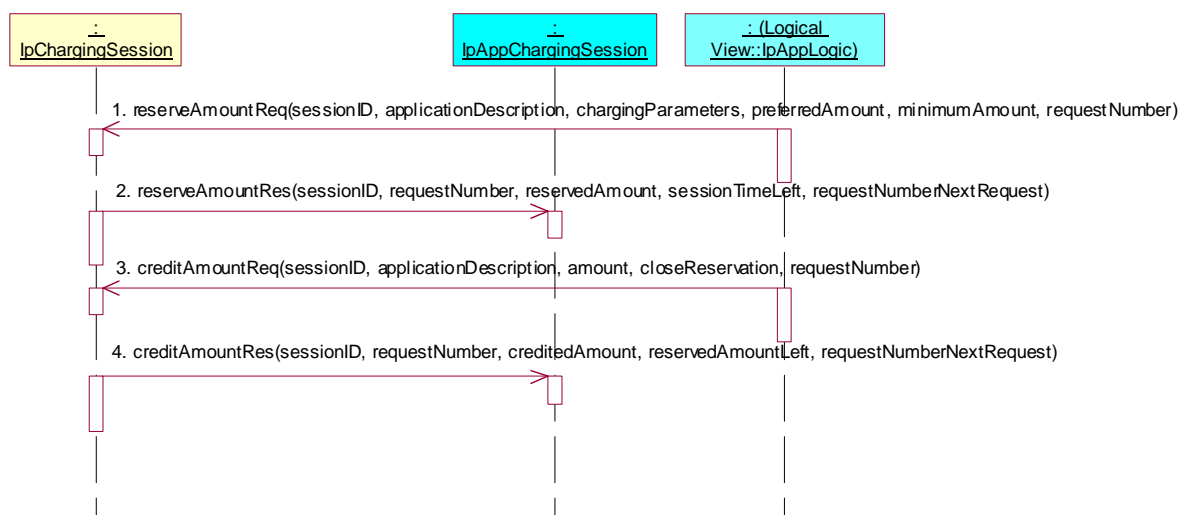 :
IpChargingSession
:
IpAppChargingSession
: (Logical
View::IpAppLogic)
1. reserveAmountReq(sessionID, applicationDescription, chargingParameters, preferredAmount, minimumAmount, requestNumber)
2. reserveAmountRes(sessionID, requestNumber, reservedAmount, sessionTimeLeft, requestNumberNextRequest)
3. creditAmountReq(sessionID, applicationDescription, amount, closeReservation, requestNumber)
4. creditAmountRes(sessionID, requestNumber, creditedAmount, reservedAmountLeft, requestNumberNextRequest)